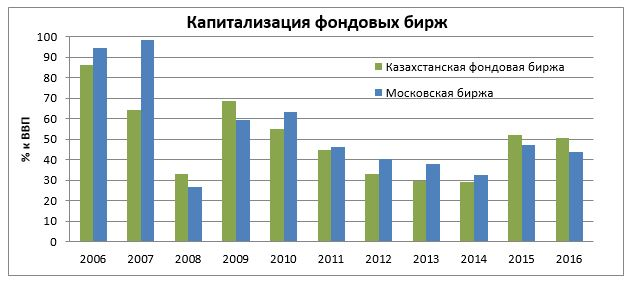 Капитализация фондовых бирж
% к ВВП
100
90
80
70
60
50
40
30
20
10
0
Казахстанская фондовая биржа
Московская биржа
2006 2007 2008 2009 2010 2011 2012 2013 2014 2015 2016